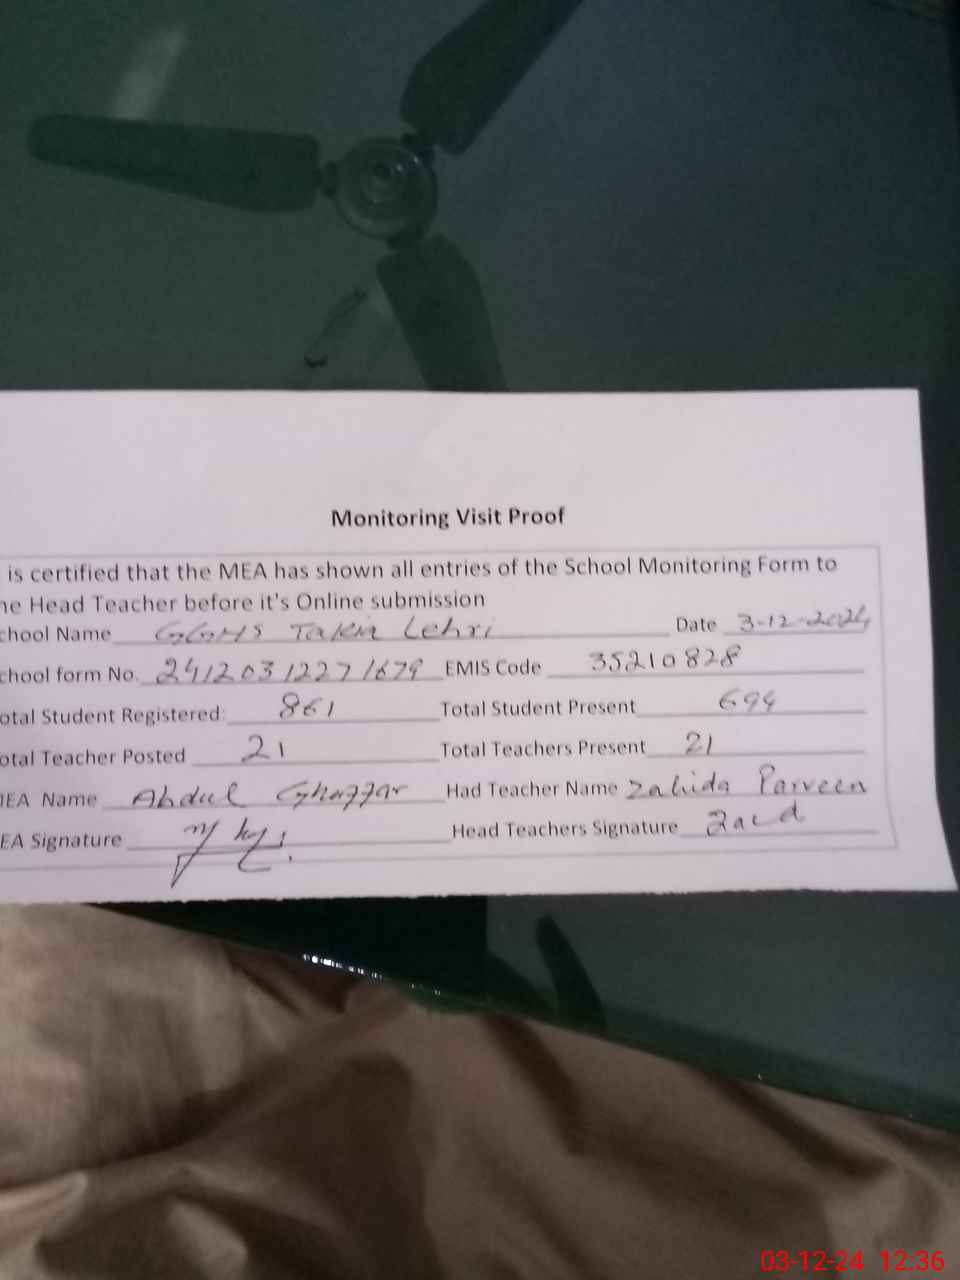 Monitoring Visit Proof
is certified that the MEA has shown all entries of the School Monitoring Form to
he Head Teacher before it's Online submission
chool Name GGHS Takia Lehri Date 3-12-2024
chool form No. 24120312271679 EMIS Code 35210828
otal Student Registered: 861 Total Student Present 694
otal Teacher Posted 21 Total Teachers Present 21
MEA Name Abdul Ghaffar Had Teacher Name Zahida Parveen
EA Signature Head Teachers Signature
03-12-24 12:36